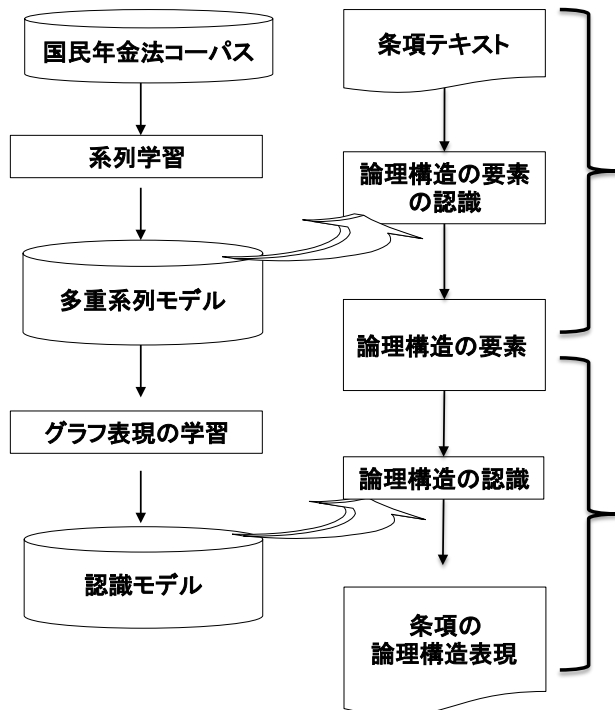 国民年金法コーパス
系列学習
多重系列モデル
グラフ表現の学習
認識モデル
条項テキスト
論理構造の要素
の認識
論理構造の要素
論理構造の認識
条項の
論理構造表現